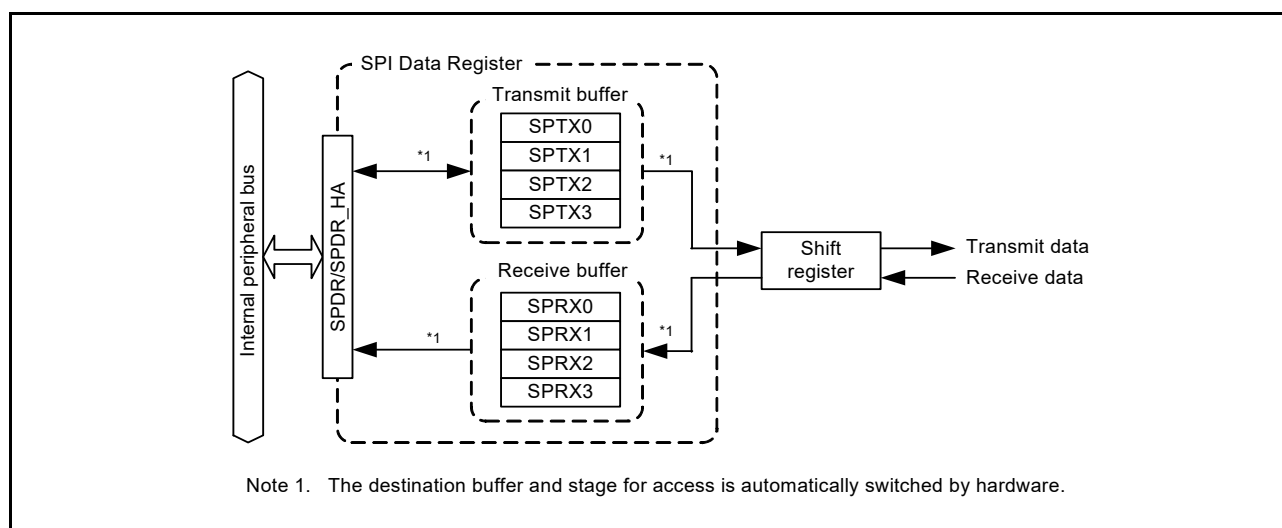 SPI Data Register
Transmit buffer
SPTX0
SPTX1
SPTX2
SPTX3
*1
*1
Internal peripheral bus
SPDR/SPDR_HA
Shift
register
Transmit data
Receive data
Receive buffer
SPRX0
SPRX1
SPRX2
SPRX3
*1
*1
Note 1. The destination buffer and stage for access is automatically switched by hardware.